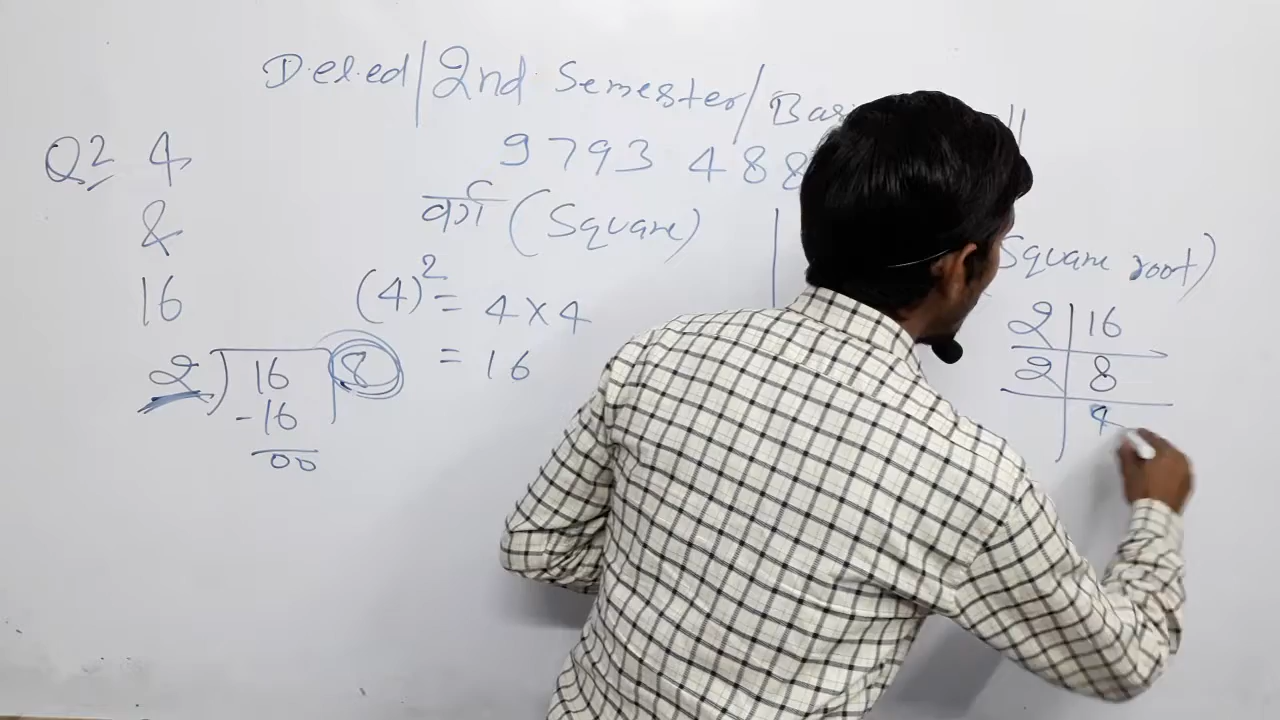 D.el.ed/2nd Semester/
9793 488
Q2 4
&
16
वर्ग (Square)
(4)² = 4 × 4
= 16
2) 16 (8
-16
00
Square root)
2 | 16
2 | 8
4